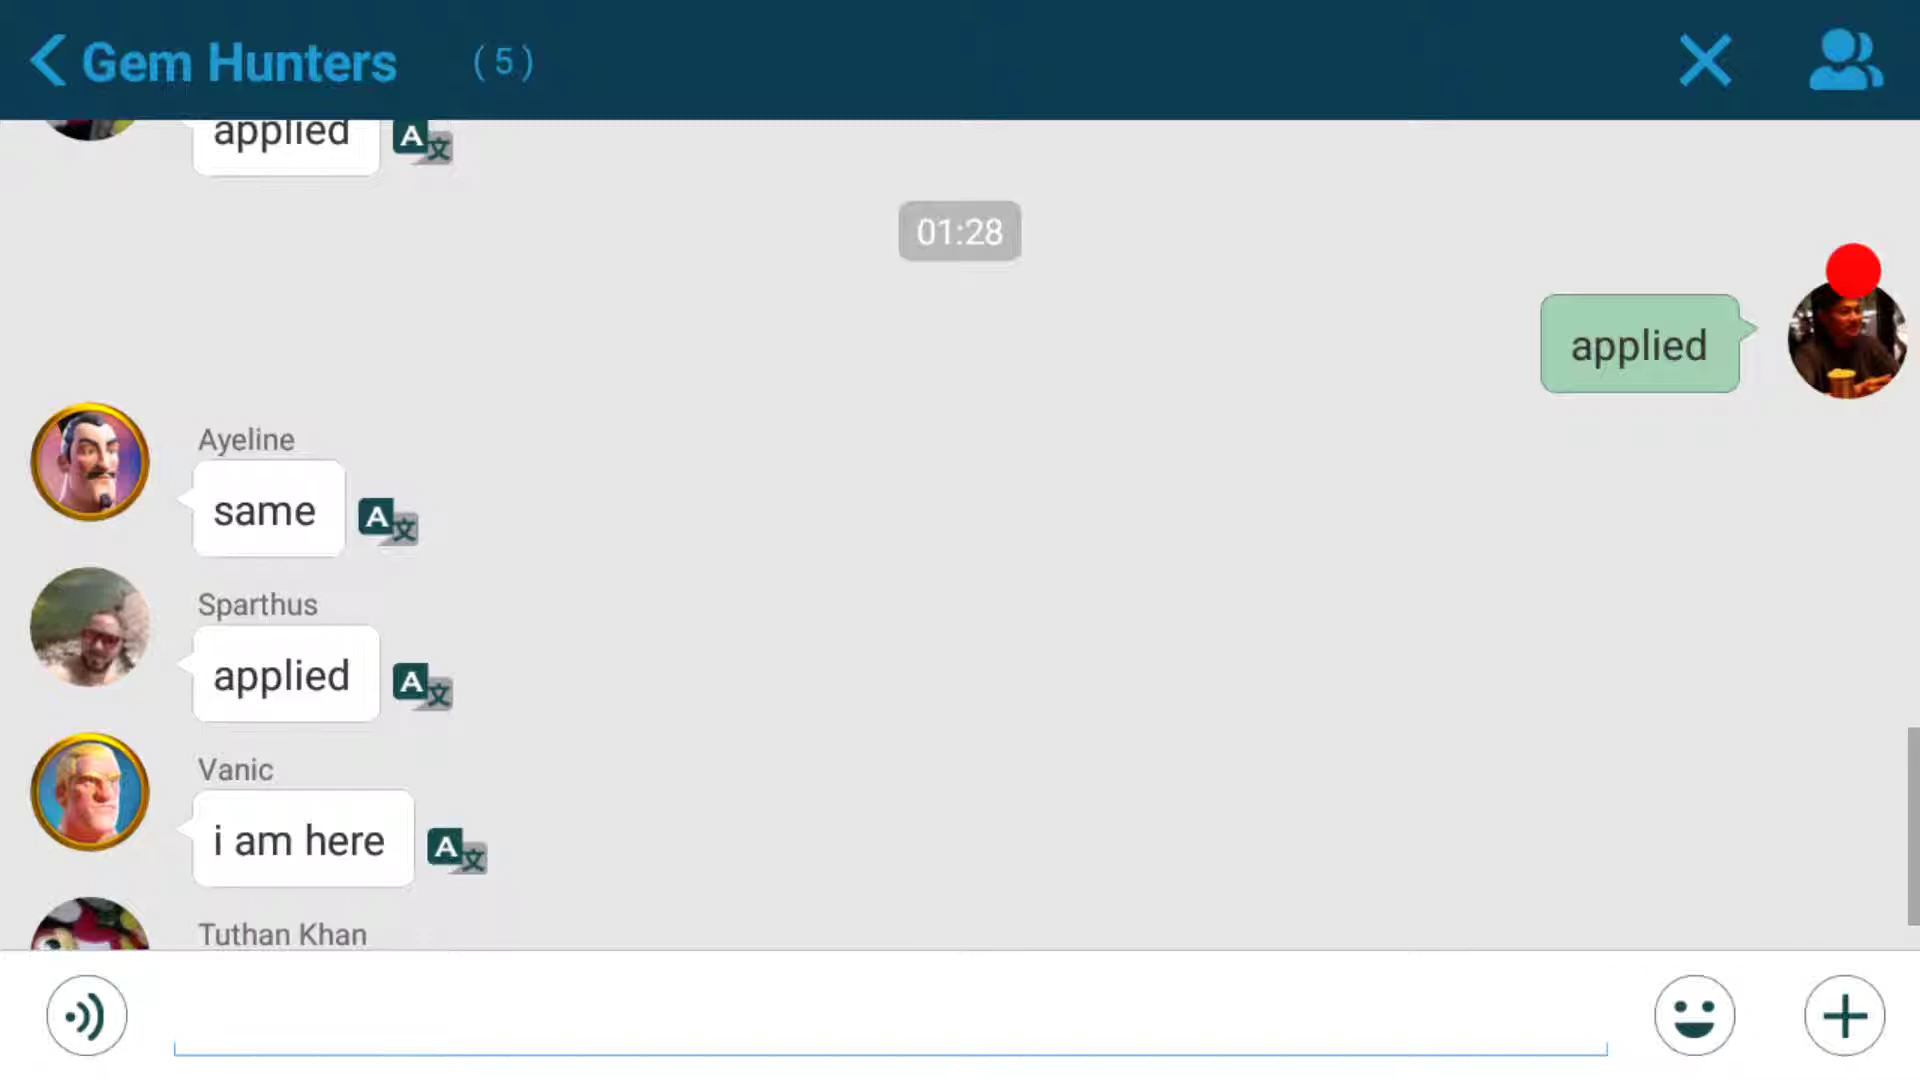 Gem Hunters (5)
applied
01:28
applied
Ayeline
same
Sparthus
applied
Vanic
i am here
Tuthan Khan